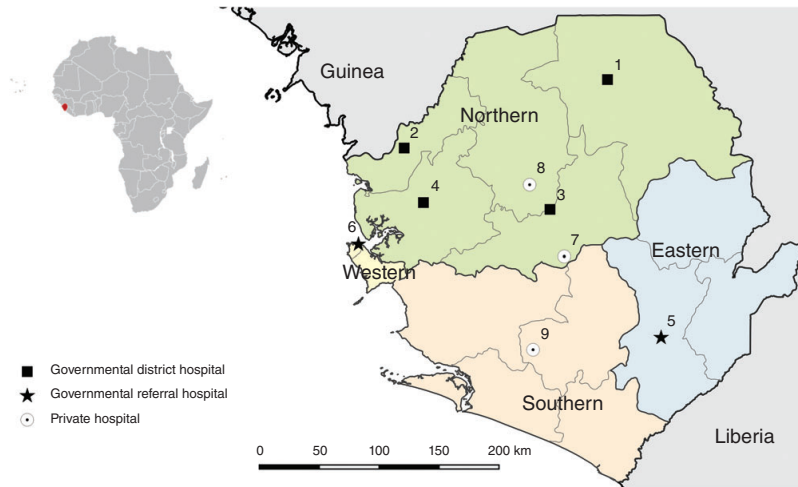 Guinea
1
Northern
2
8
4
3
6
7
Eastern
Western
5
9
Governmental district hospital
Governmental referral hospital
Private hospital
Southern
Liberia
0 50 100 150 200 km